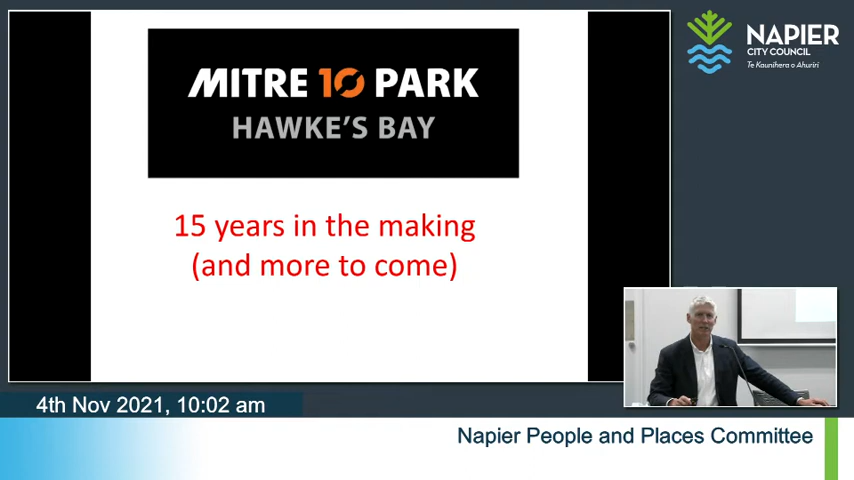 MITRE 10 PARK
HAWKE'S BAY
15 years in the making
(and more to come)
NAPIER
CITY COUNCIL
Te Kaunihera o Ahuriri
4th Nov 2021, 10:02 am
Napier People and Places Committee